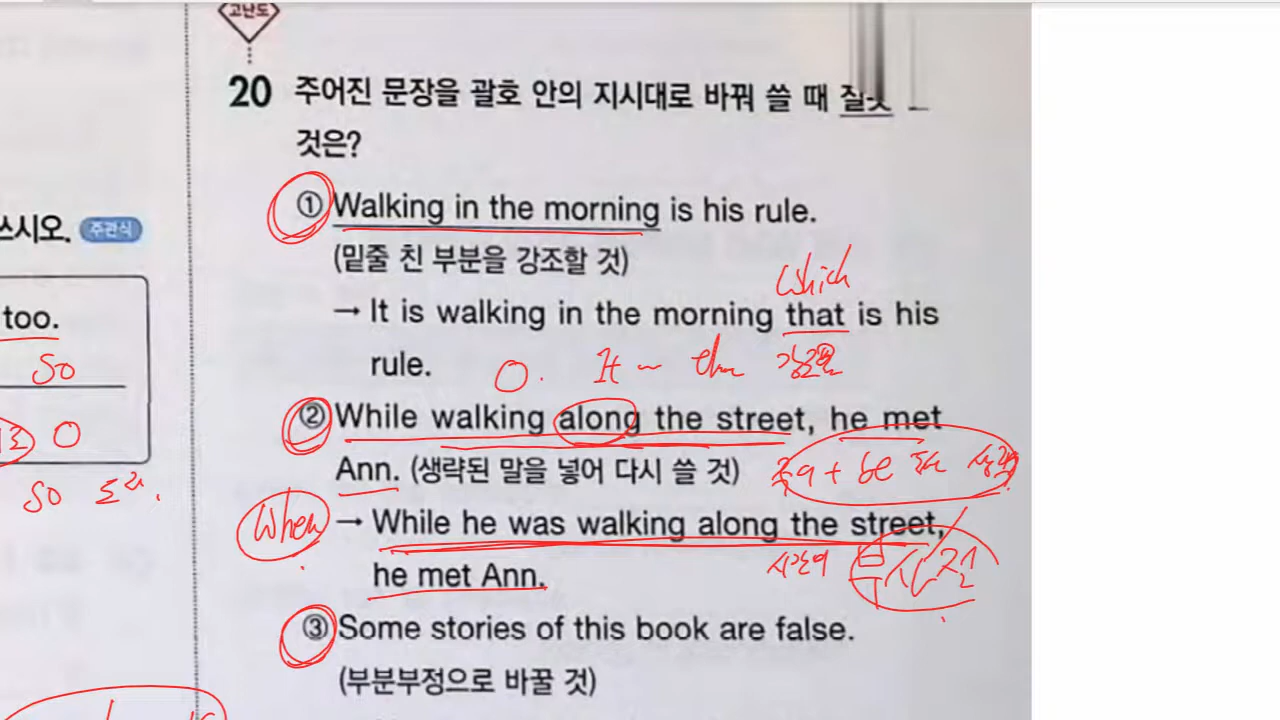 고난도
20 주어진 문장을 괄호 안의 지시대로 바꿔 쓸 때 잘못
것은?
① Walking in the morning is his rule.
쓰시오. 주관식
(밑줄 친 부분을 강조할 것)
which
too.
→ It is walking in the morning that is his
so
rule. O. It ~
② While walking along the street, he met
O
Ann. (생략된 말을 넣어 다시 쓸 것) 주어 + be 동사 생략
so 도치.
When → While he was walking along the street,
시간의 부사절
he met Ann.
③ Some stories of this book are false.
(부분부정으로 바꿀 것)